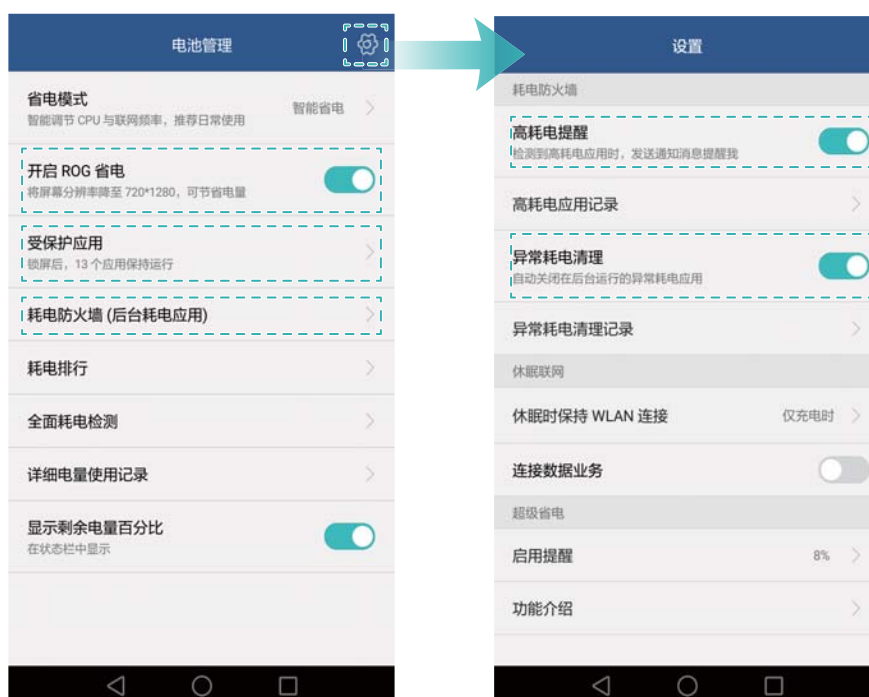 电池管理
省电模式
智能省电
智能调节 CPU 与联网频率，推荐日常使用
开启 ROG 省电
将屏幕分辨率降至 720*1280，可节省电量
受保护应用
锁屏后，13 个应用保持运行
耗电防火墙 (后台耗电应用)
耗电排行
全面耗电检测
详细电量使用记录
显示剩余电量百分比
在状态栏中显示
设置
耗电防火墙
高耗电提醒
检测到高耗电应用时，发送通知消息提醒我
高耗电应用记录
异常耗电清理
自动关闭在后台运行的异常耗电应用
异常耗电清理记录
休眠联网
休眠时保持 WLAN 连接
仅充电时
连接数据业务
超级省电
启用提醒
8%
功能介绍